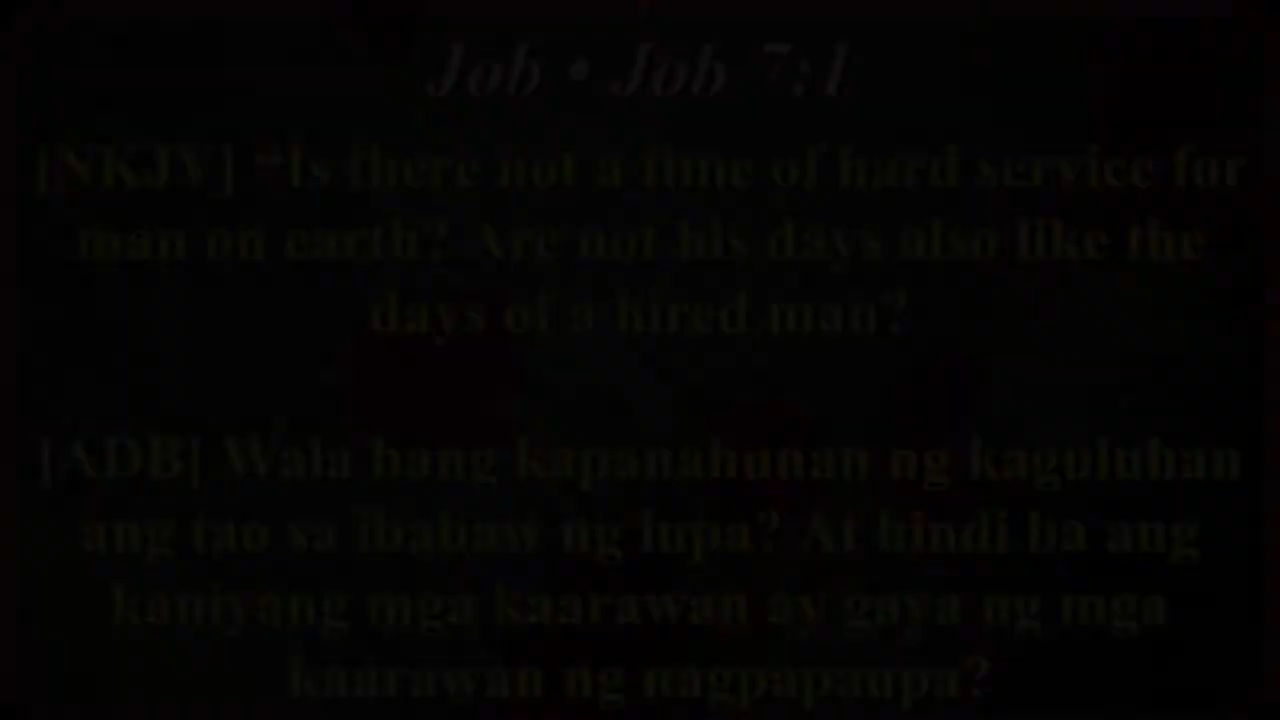 Job • Job 7:1
[NKJV] “Is there not a time of hard service for
man on earth? Are not his days also like the
days of a hired man?
[ADB] Wala bang kapanahunan ng kaguluhan
ang tao sa ibabaw ng lupa? At hindi ba ang
kaniyang mga kaarawan ay gaya ng mga
kaarawan ng nagpapaupa?